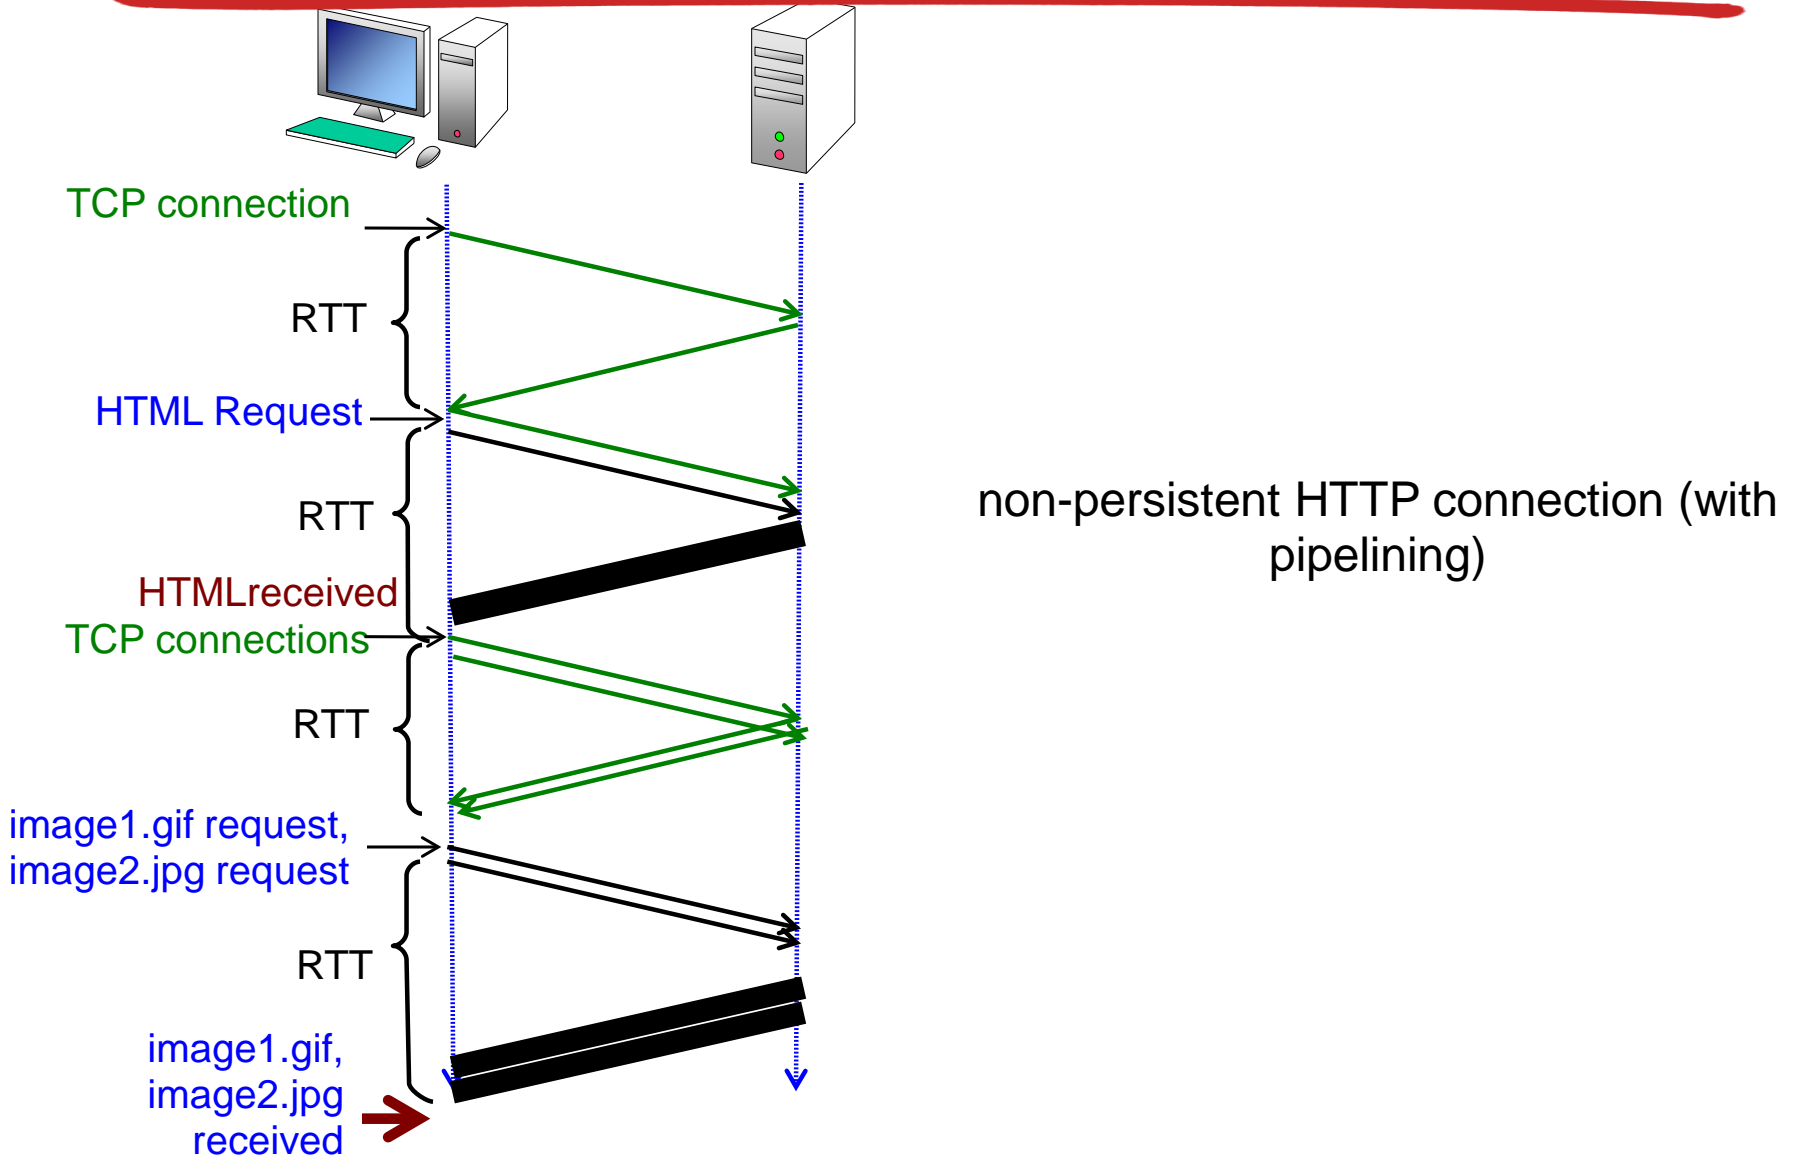 TCP connection
RTT
HTML Request
RTT
HTMLreceived
TCP connections
RTT
image1.gif request,
image2.jpg request
RTT
image1.gif,
image2.jpg
received
non-persistent HTTP connection (with
pipelining)